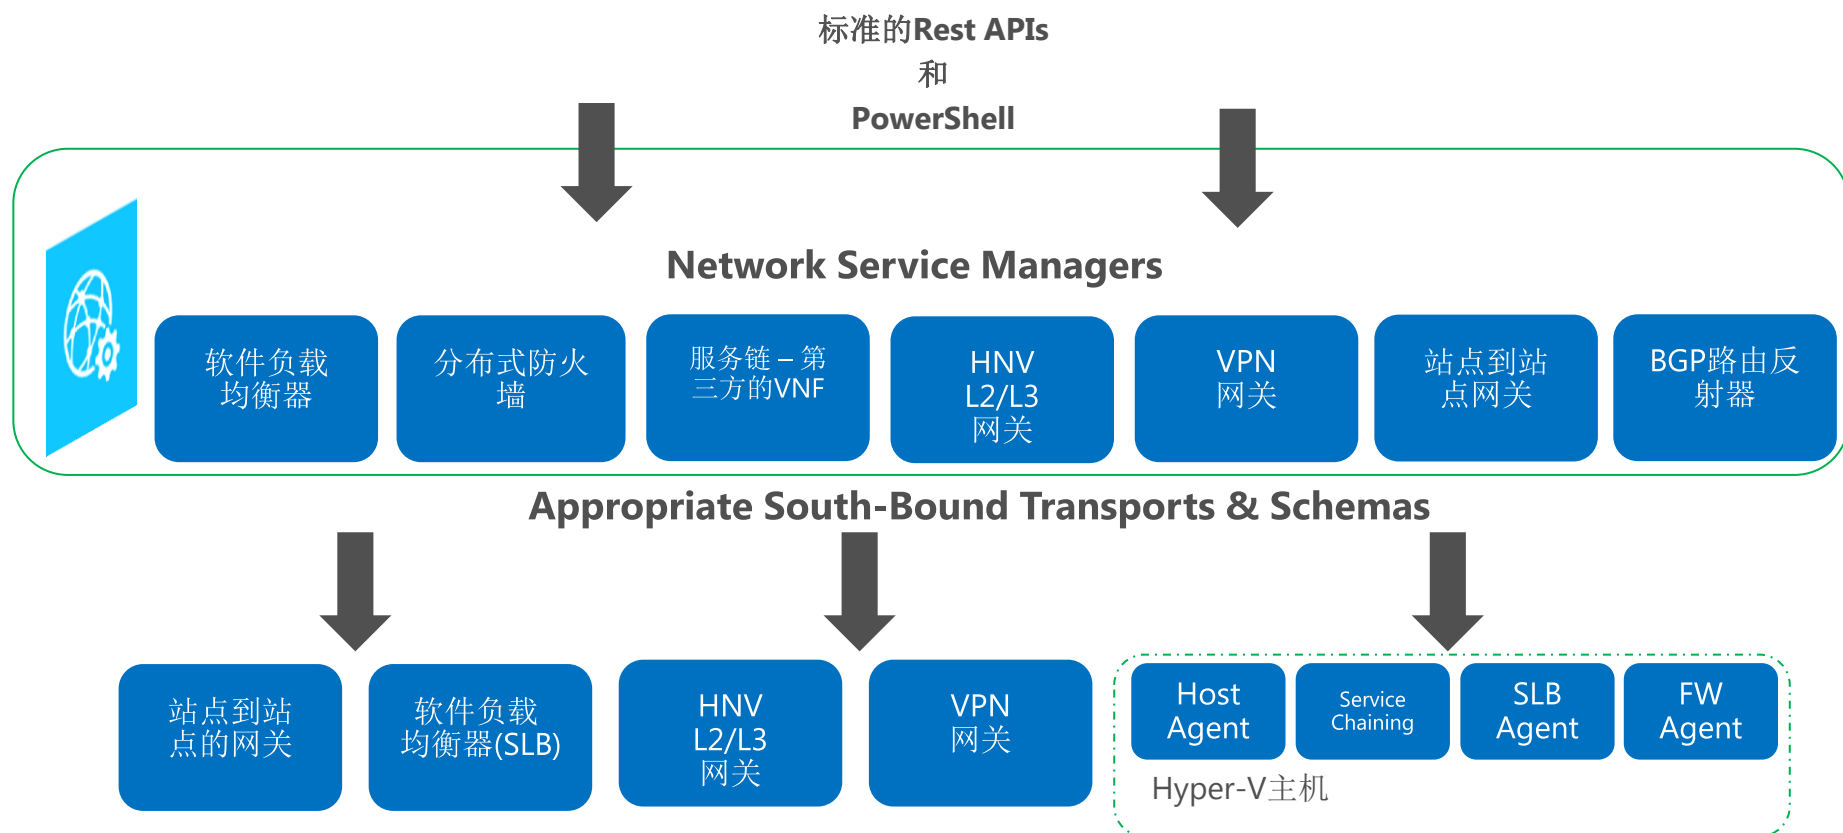 标准的Rest APIs
和
PowerShell
Network Service Managers
软件负载
均衡器
分布式防火
墙
服务链 – 第
三方的VNF
HNV
L2/L3
网关
VPN
网关
站点到站
点网关
BGP路由反
射器
Appropriate South-Bound Transports & Schemas
站点到站
点的网关
软件负载
均衡器(SLB)
HNV
L2/L3
网关
VPN
网关
Host
Agent
Service
Chaining
SLB
Agent
FW
Agent
Hyper-V主机